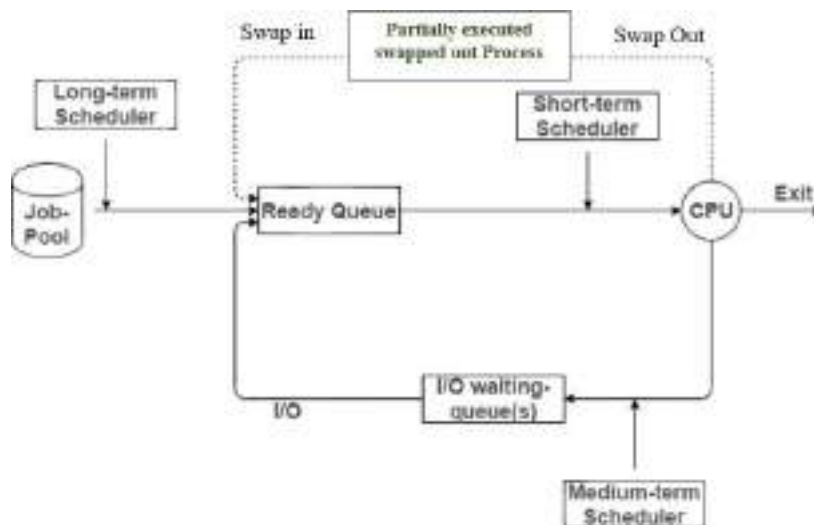 Swap in
Partially executed
swapped out Process
Swap Out
Long-term
Scheduler
Short-term
Scheduler
Job-
Pool
Ready Queue
CPU
Exit
I/O
I/O waiting-
queue(s)
Medium-term
Scheduler